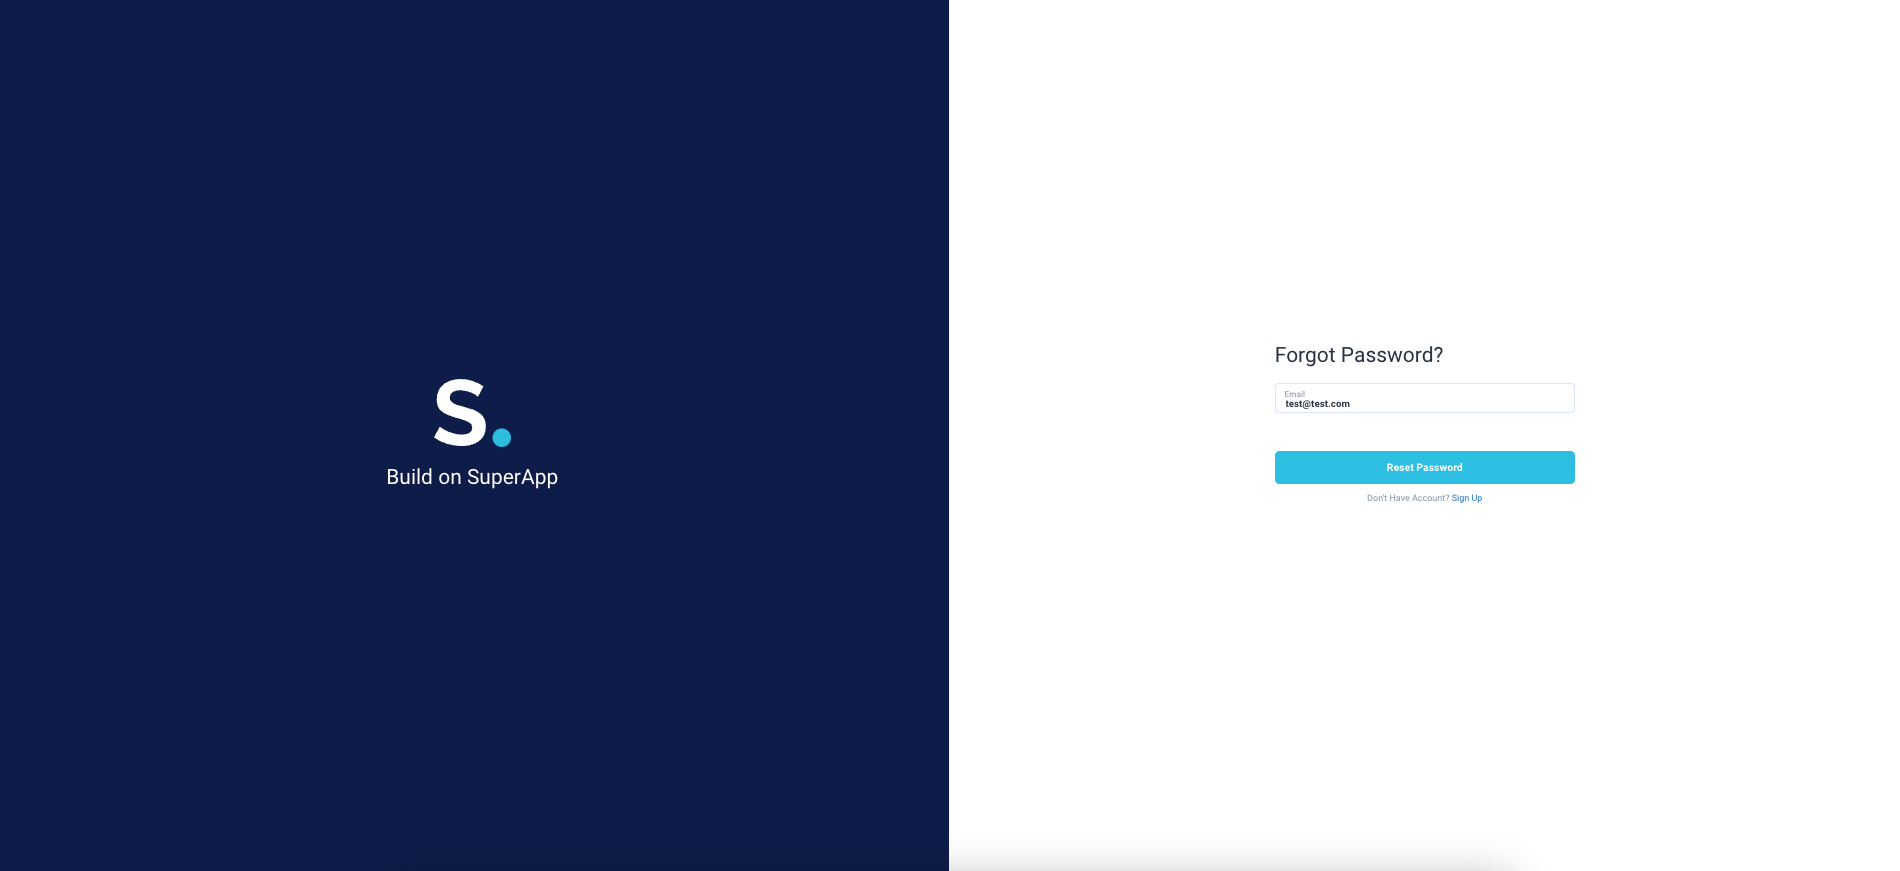 S.
Build on SuperApp
Forgot Password?
Email
test@test.com
Reset Password
Don't Have Account? Sign Up